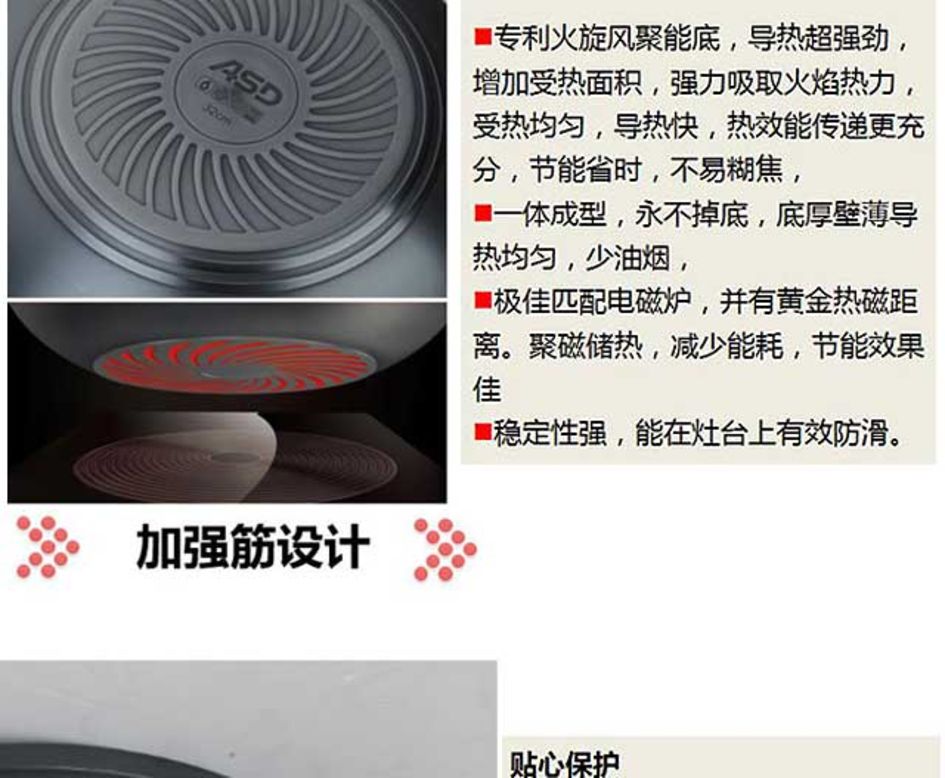 ASD
32cm
■专利火旋风聚能底，导热超强劲，
增加受热面积，强力吸取火焰热力，
受热均匀，导热快，热效能传递更充
分，节能省时，不易糊焦，
■一体成型，永不掉底，底厚壁薄导
热均匀，少油烟，
■极佳匹配电磁炉，并有黄金热磁距
离。聚磁储热，减少能耗，节能效果
佳
■稳定性强，能在灶台上有效防滑。
加强筋设计
贴心保护